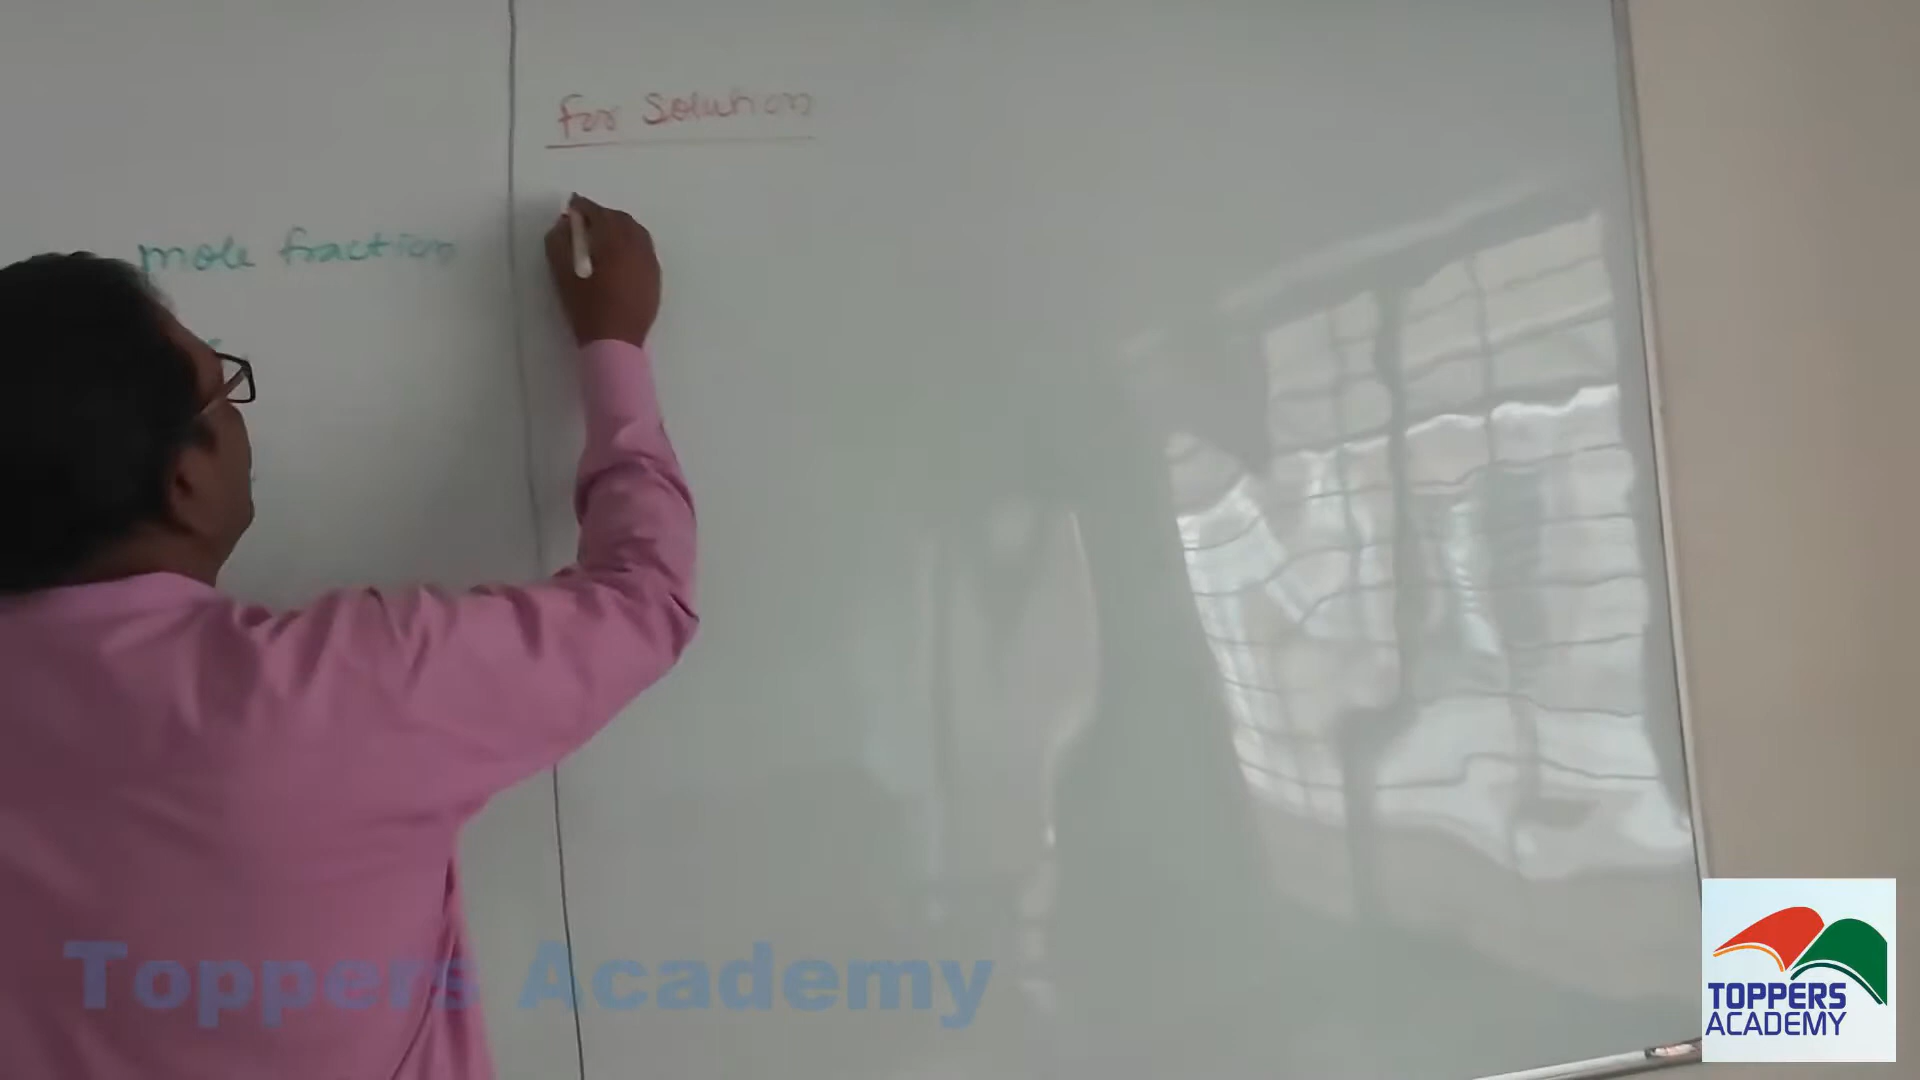 For Solution
mole fraction
Toppers Academy
TOPPERS
ACADEMY